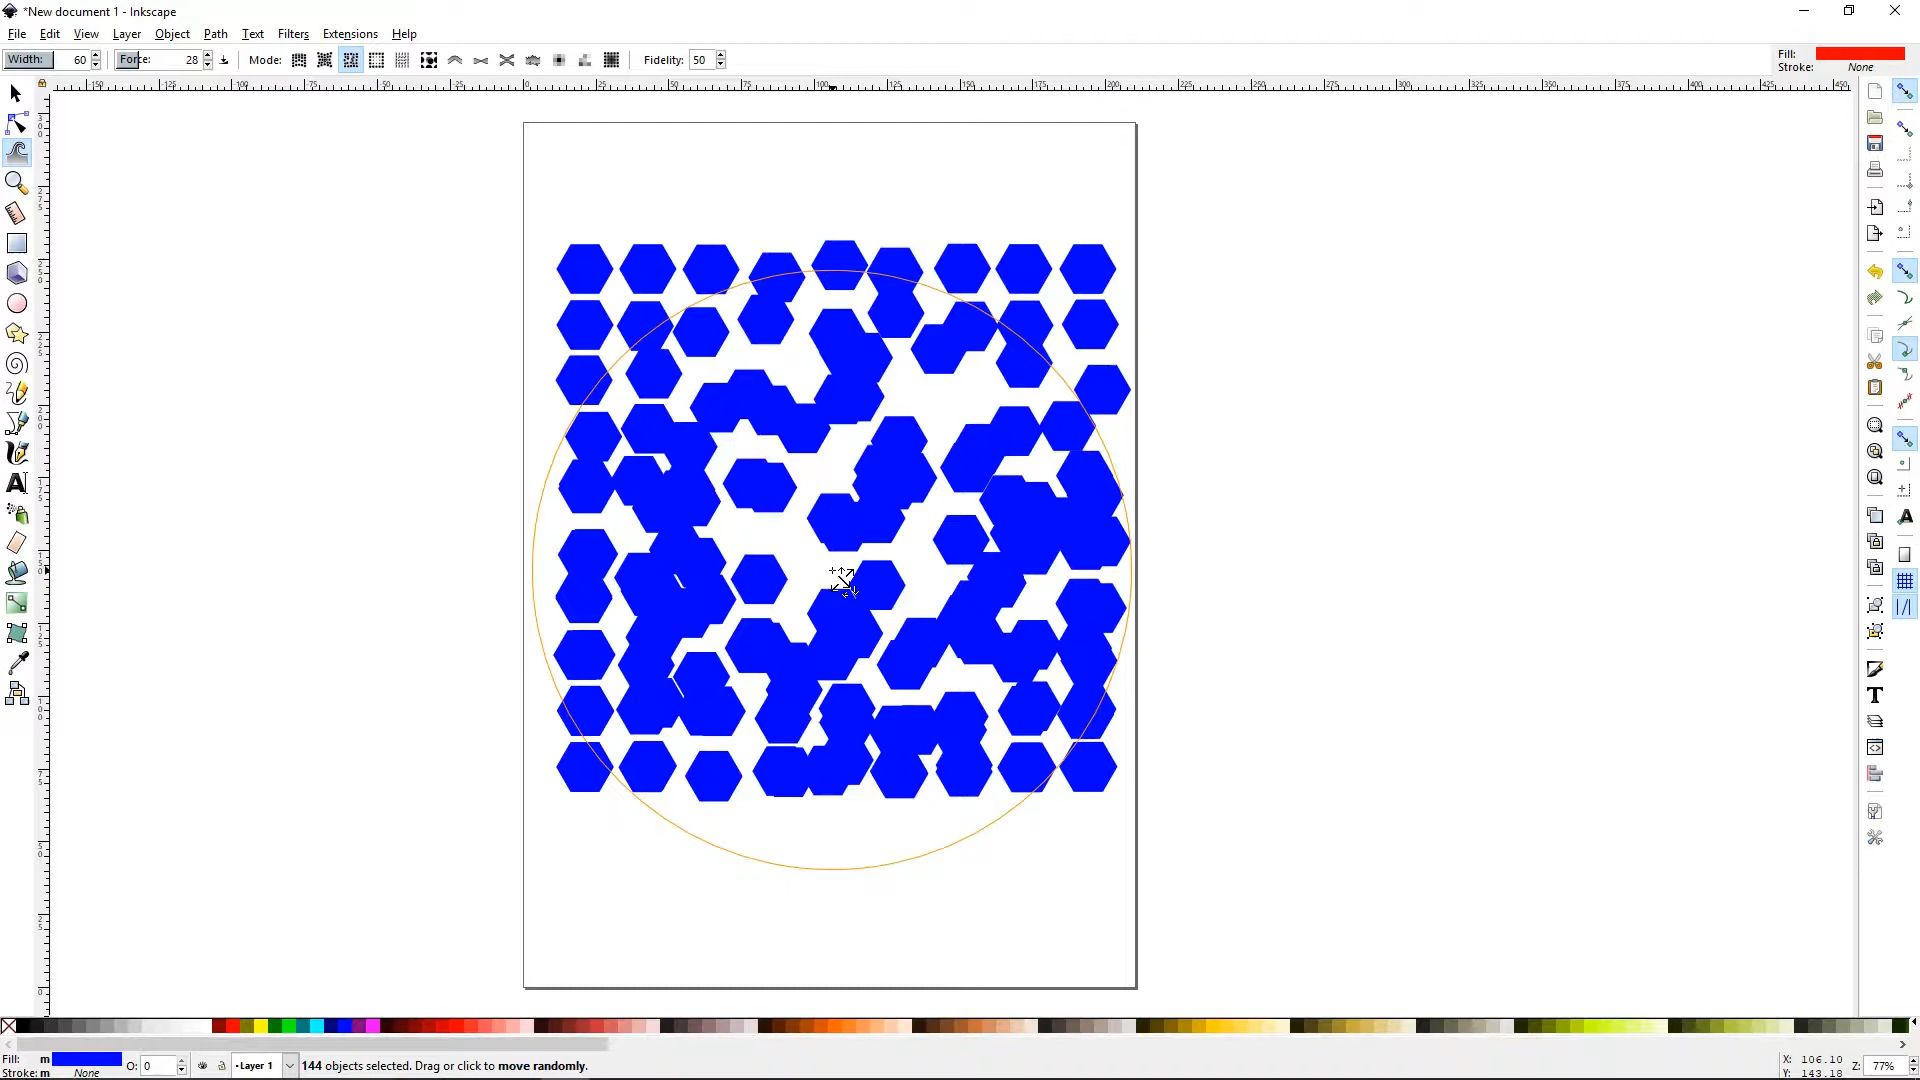 *New document 1 - Inkscape
File Edit View Layer Object Path Text Filters Extensions Help
Width: 60 Force: 28 Mode: Fidelity: 50 Fill:
Stroke: None
Fill: m O: 0 •Layer 1 144 objects selected. Drag or click to move randomly. X: 106.10 Z: 77%
Stroke: m None Y: 143.18